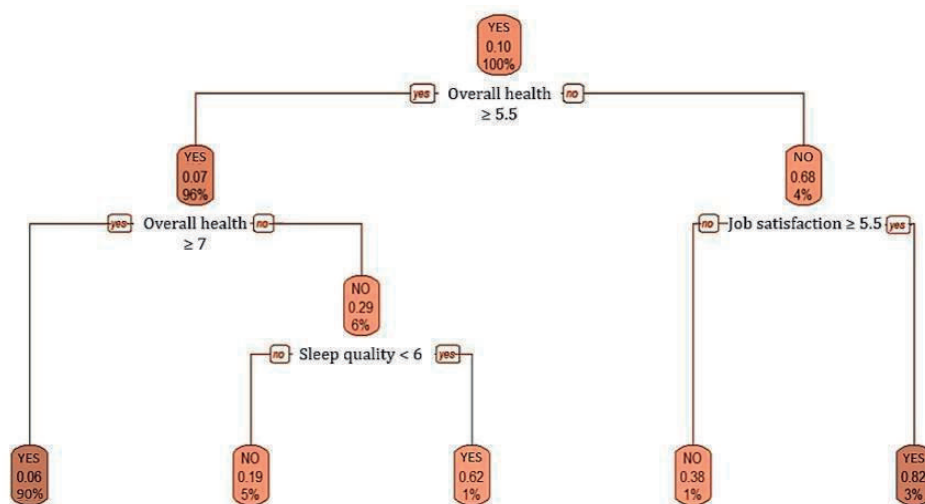 YES
0.10
100%
yes Overall health no
≥ 5.5
YES
0.07
96%
NO
0.68
4%
yes Overall health no
≥ 7
no Job satisfaction ≥ 5.5 yes
NO
0.29
6%
no Sleep quality < 6 yes
YES
0.06
90%
NO
0.19
5%
YES
0.62
1%
NO
0.38
1%
YES
0.82
3%